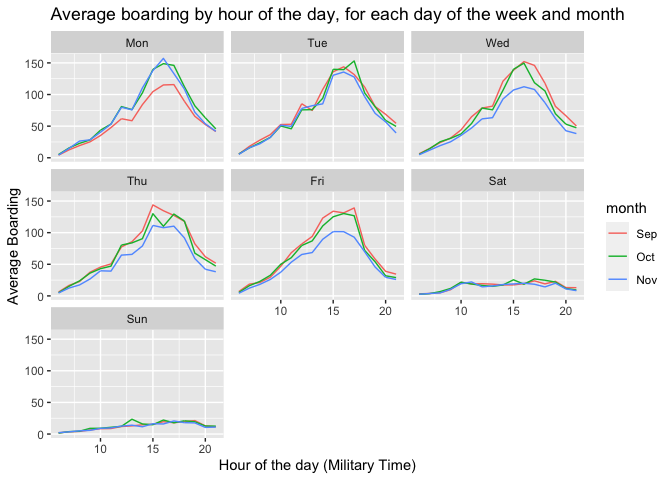 Average boarding by hour of the day, for each day of the week and month
Mon
Tue
Wed
150
100
50
0
Thu
Fri
Sat
150
100
50
0
10
15
20
10
15
20
Sun
150
100
50
0
10
15
20
Average Boarding
Hour of the day (Military Time)
month
Sep
Oct
Nov